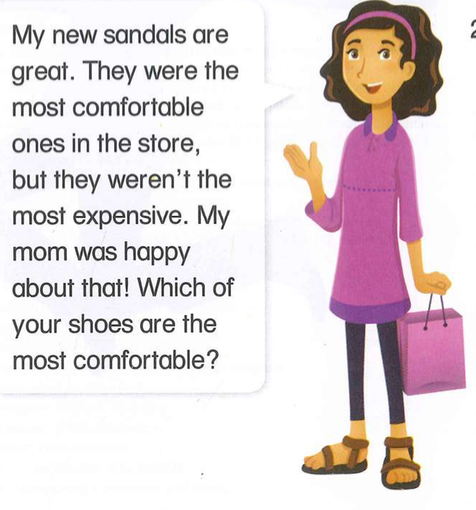 My new sandals are
great. They were the
most comfortable
ones in the store,
but they weren't the
most expensive. My
mom was happy
about that! Which of
your shoes are the
most comfortable?